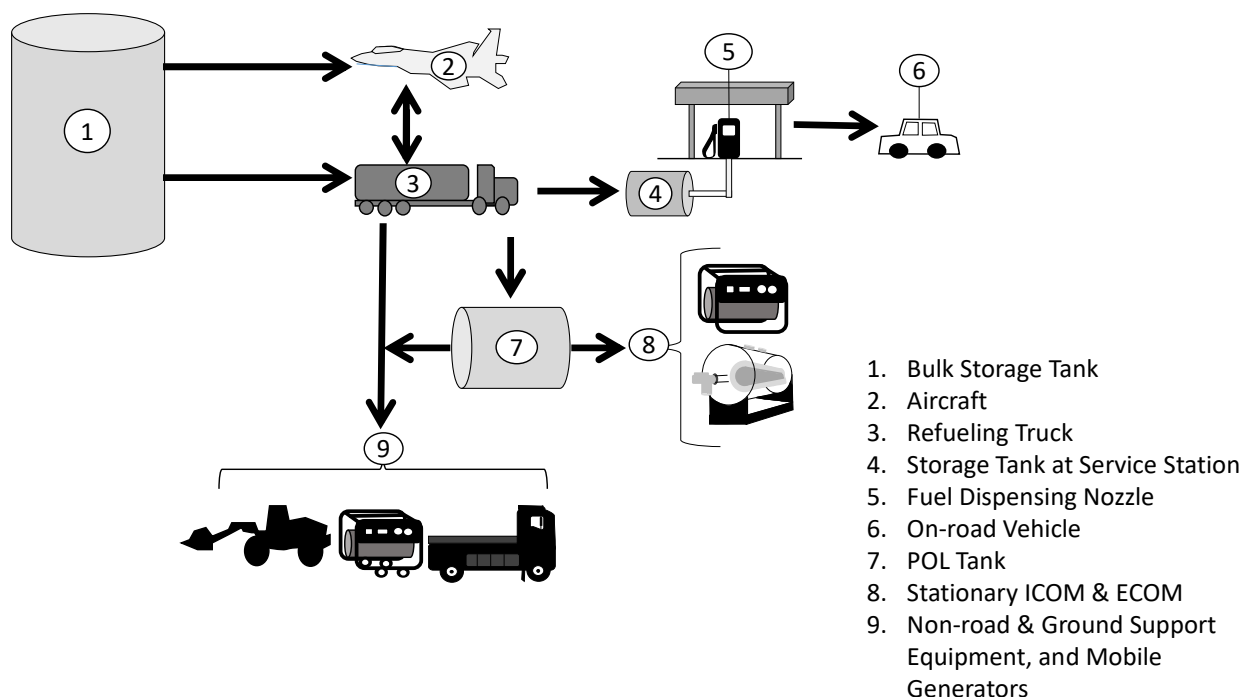 1
2
3
4
5
6
7
8
9
1. Bulk Storage Tank
2. Aircraft
3. Refueling Truck
4. Storage Tank at Service Station
5. Fuel Dispensing Nozzle
6. On-road Vehicle
7. POL Tank
8. Stationary ICOM & ECOM
9. Non-road & Ground Support
Equipment, and Mobile
Generators